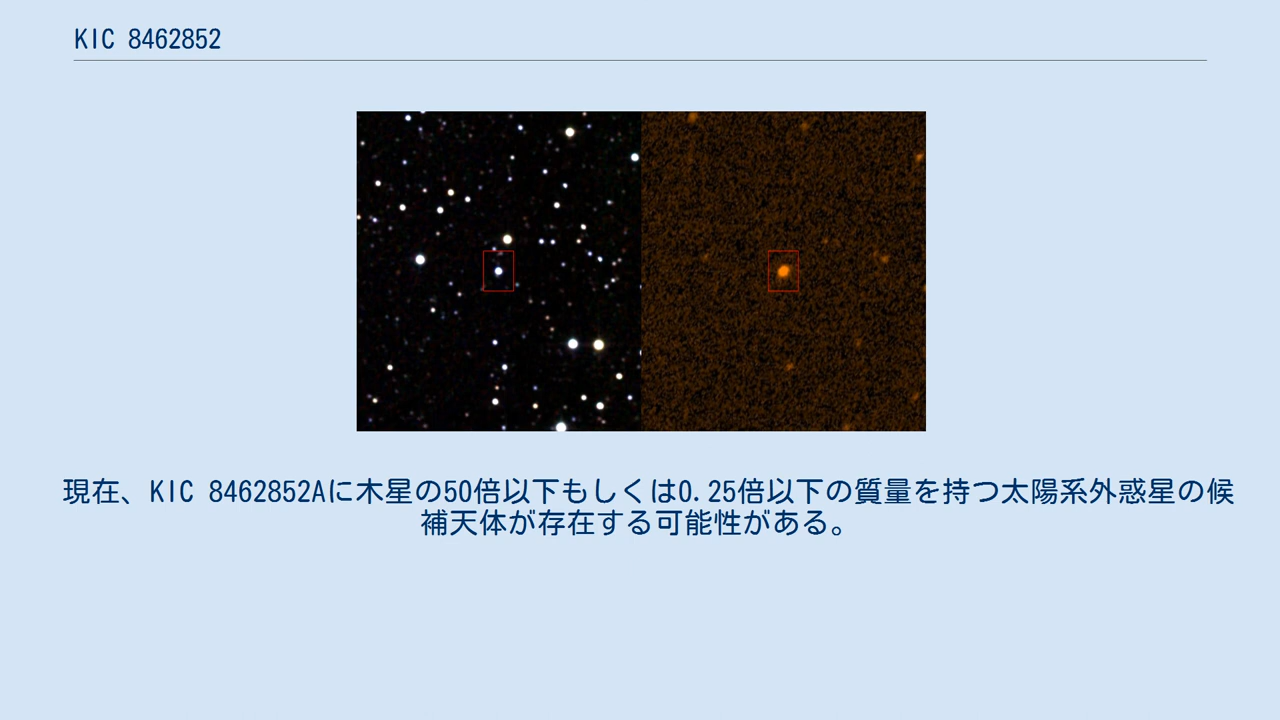 KIC 8462852
現在、KIC 8462852Aに木星の50倍以下もしくは0.25倍以下の質量を持つ太陽系外惑星の候
補天体が存在する可能性がある。